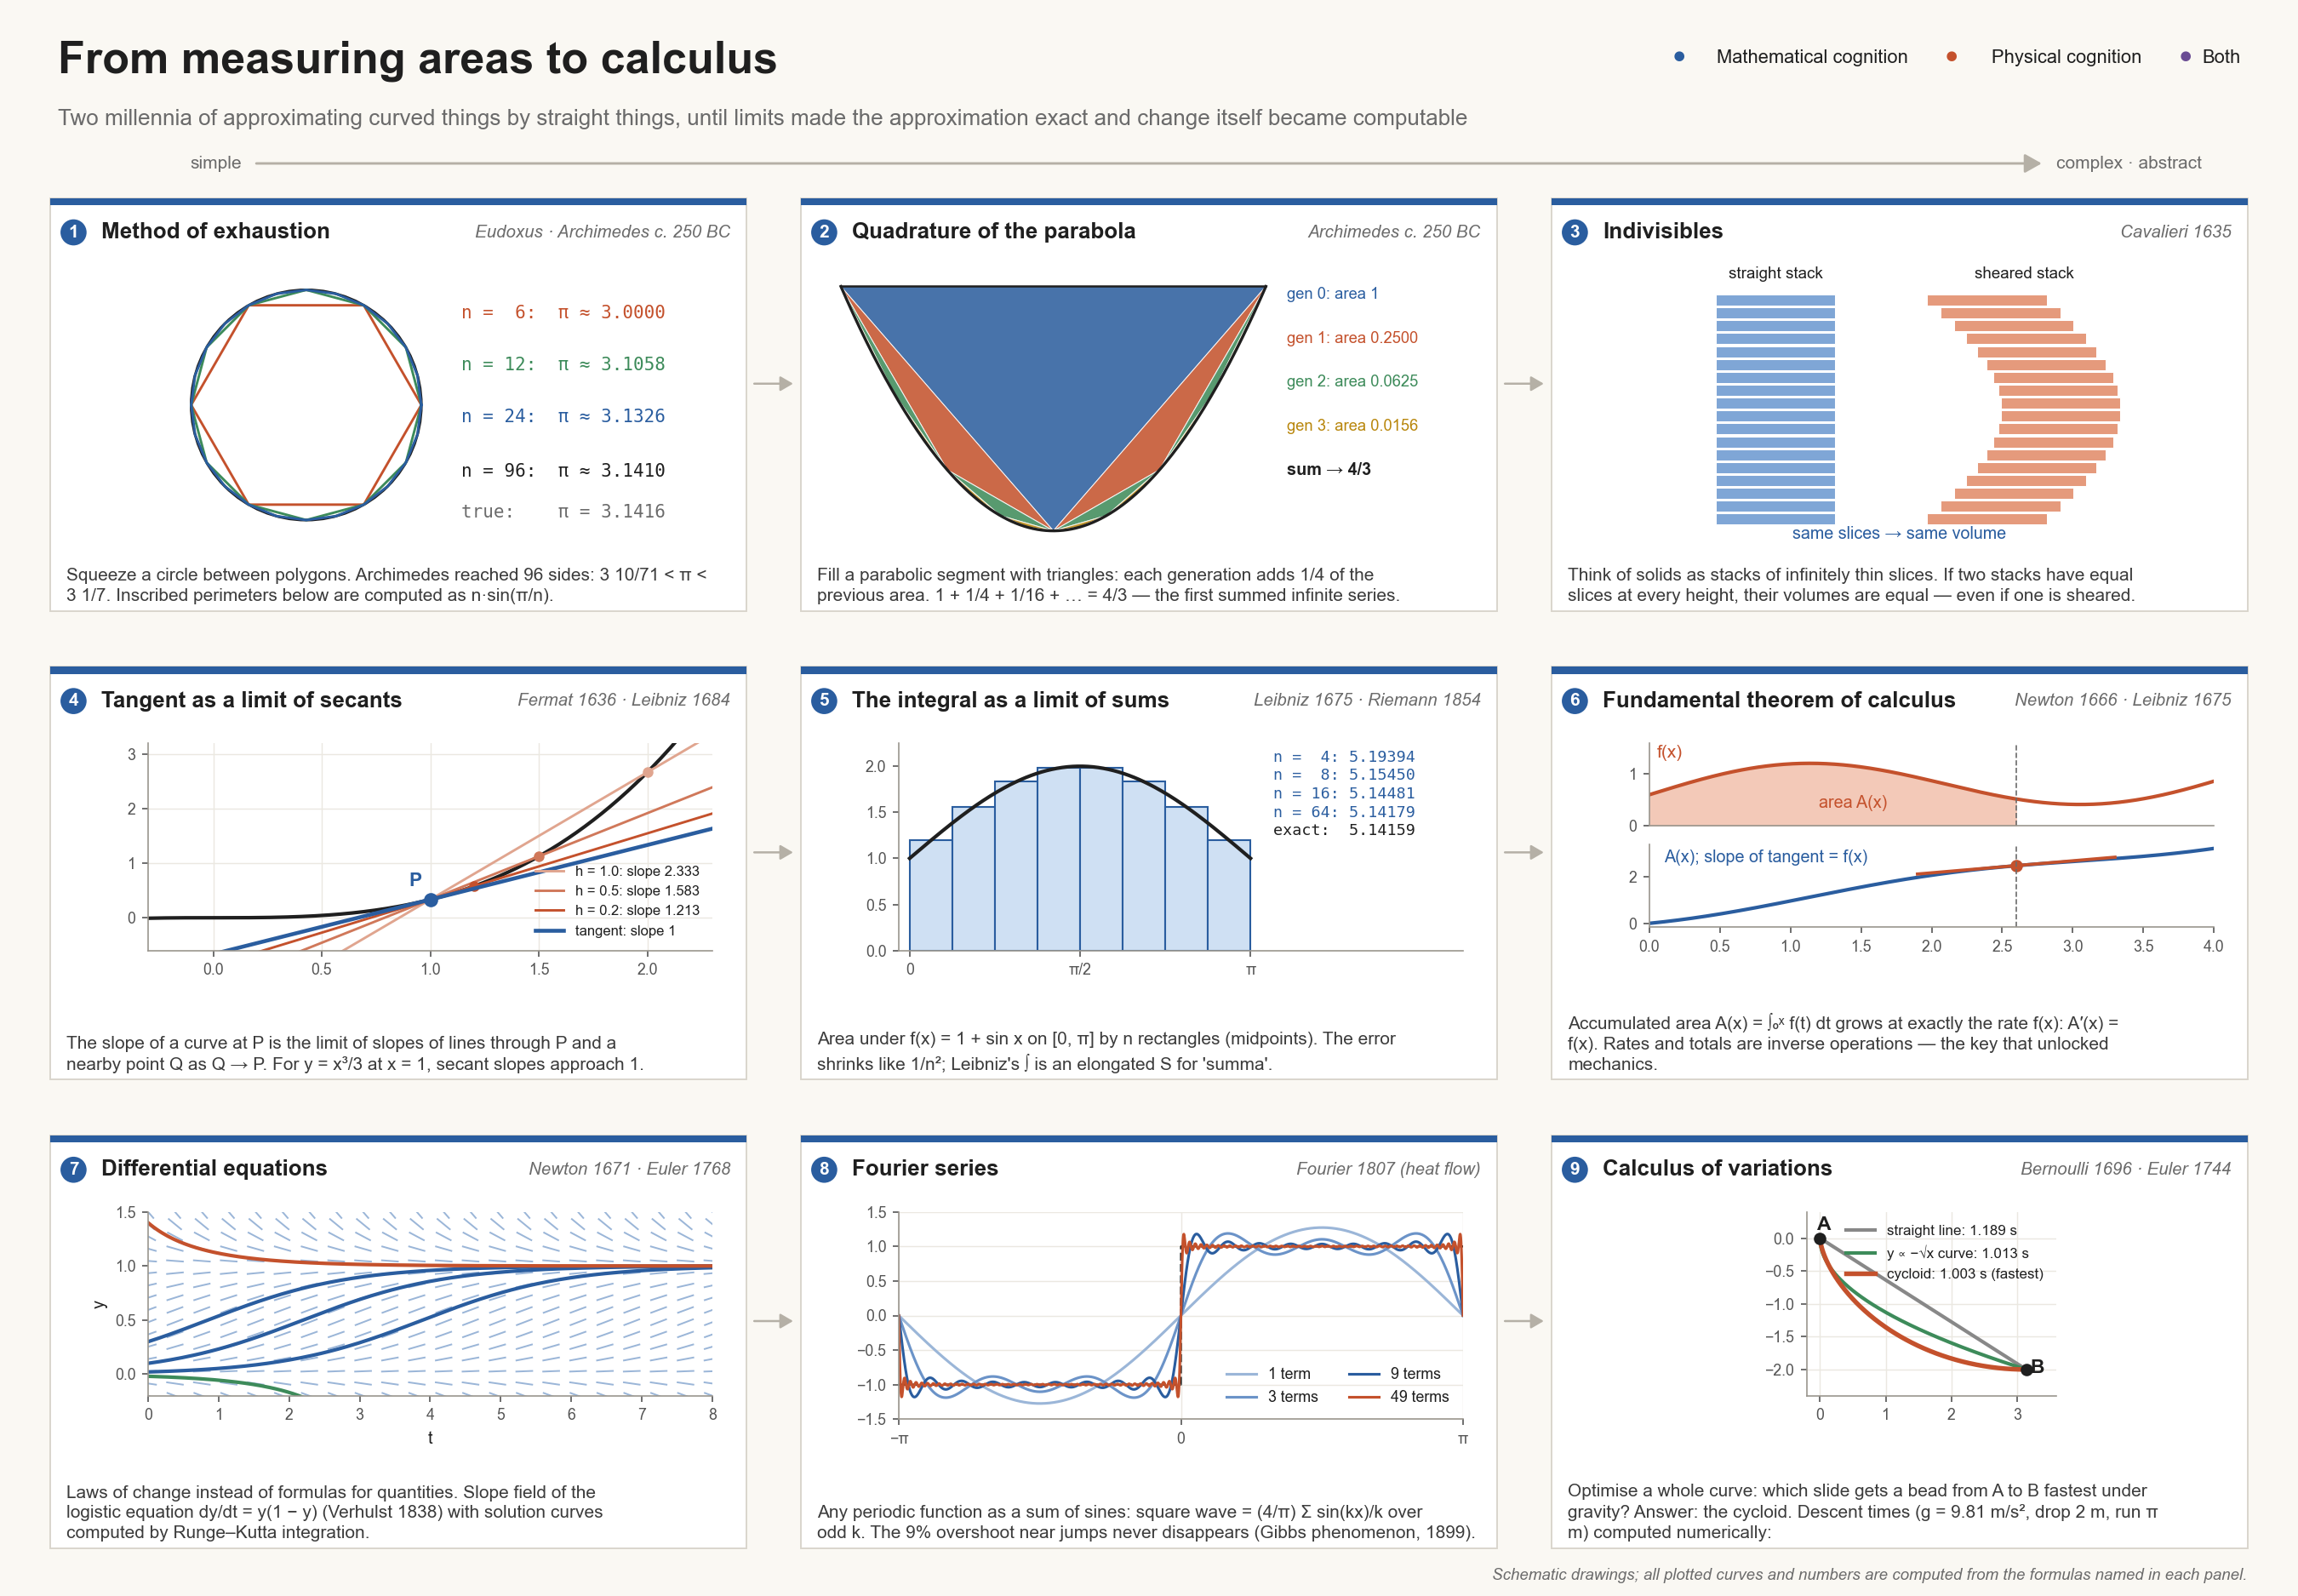 From measuring areas to calculus
Mathematical cognition
Physical cognition
Both
Two millennia of approximating curved things by straight things, until limits made the approximation exact and change itself became computable
simple
complex · abstract
1 Method of exhaustion
Eudoxus · Archimedes c. 250 BC
n =  6:  π ≈ 3.0000
n = 12:  π ≈ 3.1058
n = 24:  π ≈ 3.1326
n = 96:  π ≈ 3.1410
true:    π = 3.1416
Squeeze a circle between polygons. Archimedes reached 96 sides: 3 10/71 < π <
3 1/7. Inscribed perimeters below are computed as n·sin(π/n).
2 Quadrature of the parabola
Archimedes c. 250 BC
gen 0: area 1
gen 1: area 0.2500
gen 2: area 0.0625
gen 3: area 0.0156
sum → 4/3
Fill a parabolic segment with triangles: each generation adds 1/4 of the
previous area. 1 + 1/4 + 1/16 + … = 4/3 — the first summed infinite series.
3 Indivisibles
Cavalieri 1635
straight stack
sheared stack
same slices → same volume
Think of solids as stacks of infinitely thin slices. If two stacks have equal
slices at every height, their volumes are equal — even if one is sheared.
4 Tangent as a limit of secants
Fermat 1636 · Leibniz 1684
3
2
1
0
P
h = 1.0: slope 2.333
h = 0.5: slope 1.583
h = 0.2: slope 1.213
tangent: slope 1
0.0 0.5 1.0 1.5 2.0
The slope of a curve at P is the limit of slopes of lines through P and a
nearby point Q as Q → P. For y = x³/3 at x = 1, secant slopes approach 1.
5 The integral as a limit of sums
Leibniz 1675 · Riemann 1854
2.0
1.5
1.0
0.5
0.0
n =  4: 5.19394
n =  8: 5.15450
n = 16: 5.14481
n = 64: 5.14179
exact:  5.14159
0 π/2 π
Area under f(x) = 1 + sin x on [0, π] by n rectangles (midpoints). The error
shrinks like 1/n²; Leibniz's ∫ is an elongated S for 'summa'.
6 Fundamental theorem of calculus
Newton 1666 · Leibniz 1675
f(x)
1
area A(x)
0
A(x); slope of tangent = f(x)
2
0
0.0 0.5 1.0 1.5 2.0 2.5 3.0 3.5 4.0
Accumulated area A(x) = ∫₀ˣ f(t) dt grows at exactly the rate f(x): A′(x) =
f(x). Rates and totals are inverse operations — the key that unlocked
mechanics.
7 Differential equations
Newton 1671 · Euler 1768
1.5
1.0
0.5
0.0
y
0 1 2 3 4 5 6 7 8
t
Laws of change instead of formulas for quantities. Slope field of the
logistic equation dy/dt = y(1 − y) (Verhulst 1838) with solution curves
computed by Runge–Kutta integration.
8 Fourier series
Fourier 1807 (heat flow)
1.5
1.0
0.5
0.0
−0.5
−1.0
−1.5
1 term
3 terms
9 terms
49 terms
−π 0 π
Any periodic function as a sum of sines: square wave = (4/π) Σ sin(kx)/k over
odd k. The 9% overshoot near jumps never disappears (Gibbs phenomenon, 1899).
9 Calculus of variations
Bernoulli 1696 · Euler 1744
A
straight line: 1.189 s
y ∝ −√x curve: 1.013 s
cycloid: 1.003 s (fastest)
0.0
−0.5
−1.0
−1.5
−2.0
B
0 1 2 3
Optimise a whole curve: which slide gets a bead from A to B fastest under
gravity? Answer: the cycloid. Descent times (g = 9.81 m/s², drop 2 m, run π
m) computed numerically:
Schematic drawings; all plotted curves and numbers are computed from the formulas named in each panel.